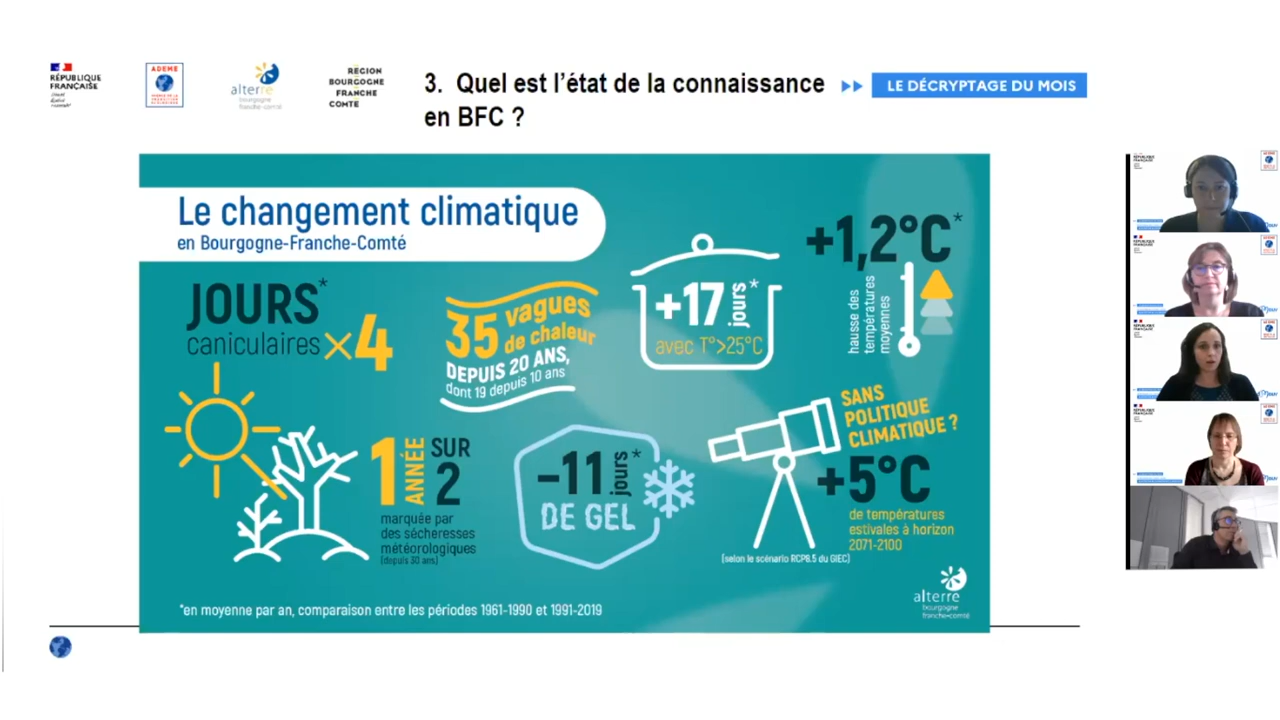 RÉPUBLIQUE
FRANÇAISE
ADEME
alterre
bourgogne
franche-comté
RÉGION
BOURGOGNE
FRANCHE
COMTÉ
3. Quel est l'état de la connaissance
en BFC ?
LE DÉCRYPTAGE DU MOIS
Le changement climatique
en Bourgogne-Franche-Comté
JOURS*
caniculaires x4
35 vagues
de chaleur
DEPUIS 20 ANS,
dont 19 depuis 10 ans
+17 jours*
avec T°>25°C
+1,2°C*
hausse des
températures
moyennes
1 ANNÉE SUR 2
marquée par
des sécheresses
météorologiques
(depuis 30 ans)
-11 jours*
DE GEL
SANS
POLITIQUE
CLIMATIQUE ?
+5°C
de températures
estivales à horizon
2071-2100
(selon le scénario RCP8.5 du GIEC)
*en moyenne par an, comparaison entre les périodes 1961-1990 et 1991-2019
alterre
bourgogne
franche-comté